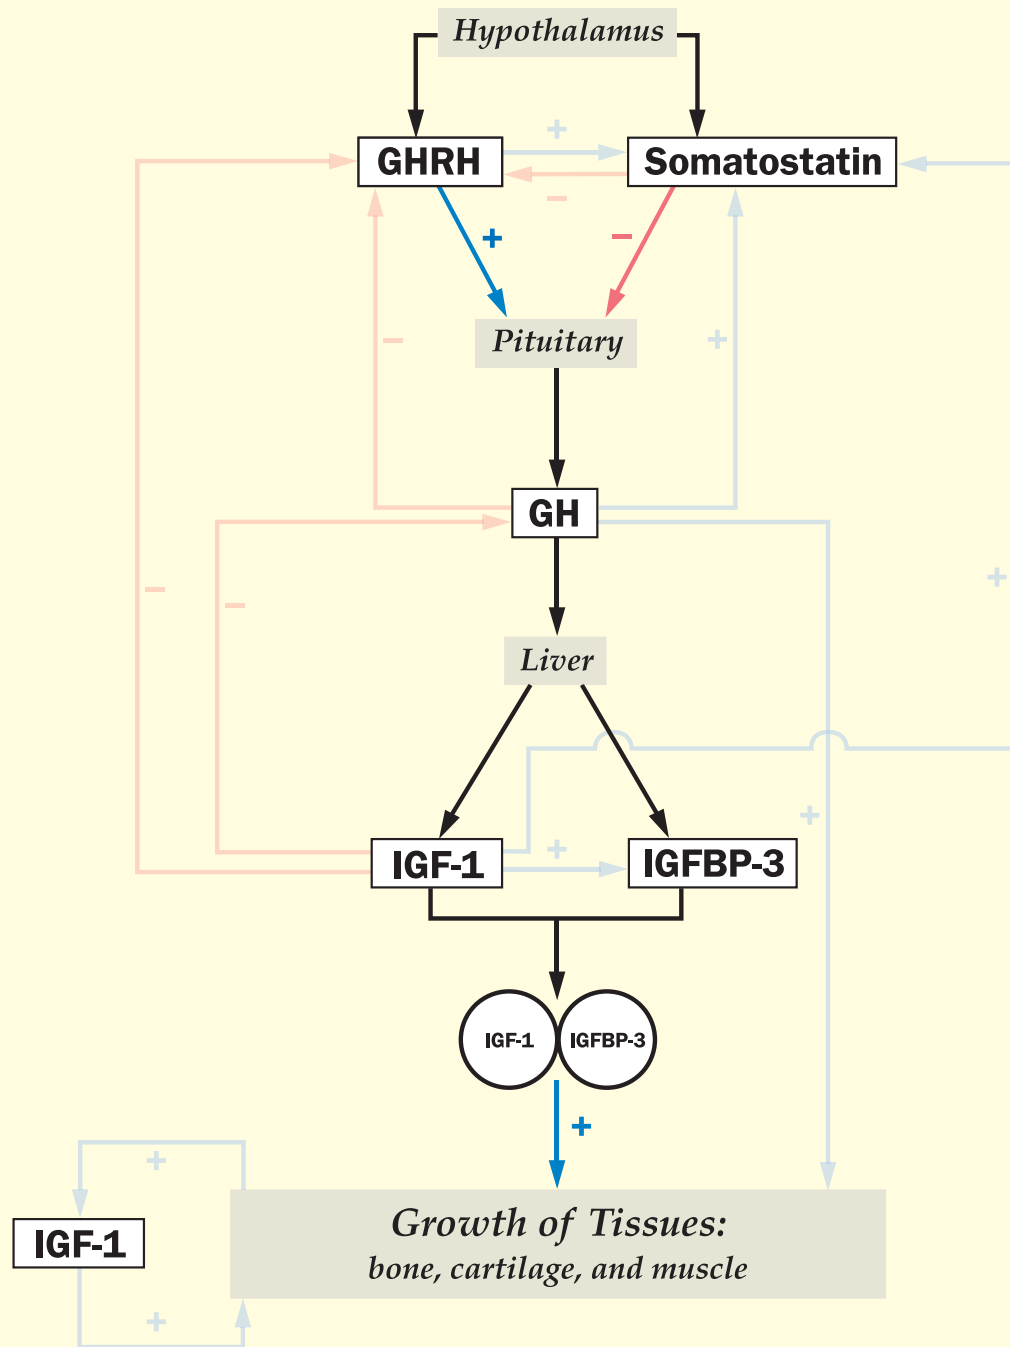 Hypothalamus
+
GHRH
Somatostatin
−
+
−
Pituitary
−
+
GH
+
−
−
Liver
+
+
IGF-1
IGFBP-3
IGF-1
IGFBP-3
+
+
Growth of Tissues:
IGF-1
bone, cartilage, and muscle
+